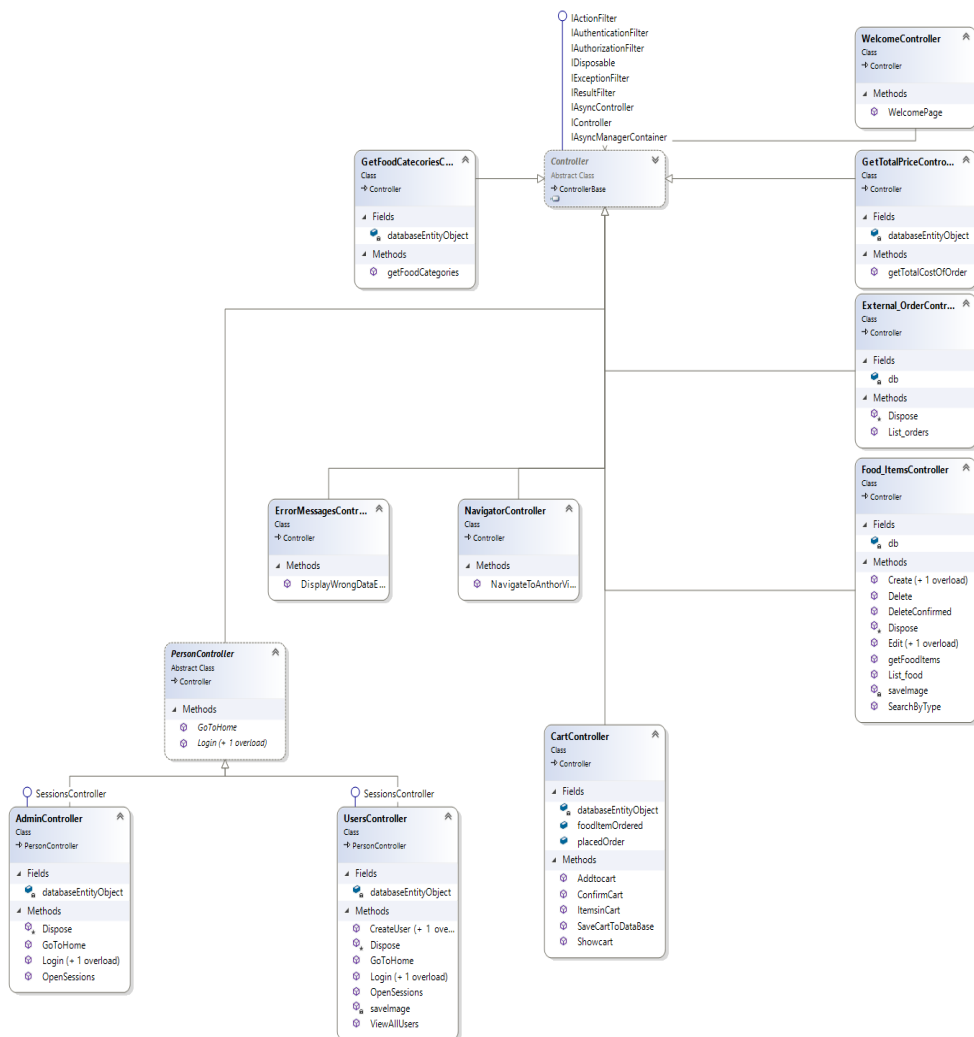 IActionFilter
IAuthenticationFilter
IAuthorizationFilter
IDisposable
IExceptionFilter
IResultFilter
IAsyncController
IController
IAsyncManagerContainer
WelcomeController
Class
Controller
Methods
WelcomePage
GetFoodCatecoriesC...
Class
Controller
Fields
databaseEntityObject
Methods
getFoodCategories
Controller
Abstract Class
ControllerBase
GetTotalPriceContro...
Class
Controller
Fields
databaseEntityObject
Methods
getTotalCostOfOrder
External_OrderContr...
Class
Controller
Fields
db
Methods
Dispose
List_orders
ErrorMessagesContr...
Class
Controller
Methods
DisplayWrongDataE...
NavigatorController
Class
Controller
Methods
NavigateToAnthorVi...
Food_ItemsController
Class
Controller
Fields
db
Methods
Create (+ 1 overload)
Delete
DeleteConfirmed
Dispose
Edit (+ 1 overload)
getFoodItems
List_food
saveImage
SearchByType
PersonController
Abstract Class
Controller
Methods
GoToHome
Login (+ 1 overload)
CartController
Class
Controller
Fields
databaseEntityObject
foodItemOrdered
placedOrder
Methods
Addtocart
ConfirmCart
ItemsinCart
SaveCartToDataBase
Showcart
SessionsController
AdminController
Class
PersonController
Fields
databaseEntityObject
Methods
Dispose
GoToHome
Login (+ 1 overload)
OpenSessions
SessionsController
UsersController
Class
PersonController
Fields
databaseEntityObject
Methods
CreateUser (+ 1 ove...
Dispose
GoToHome
Login (+ 1 overload)
OpenSessions
saveImage
ViewAllUsers